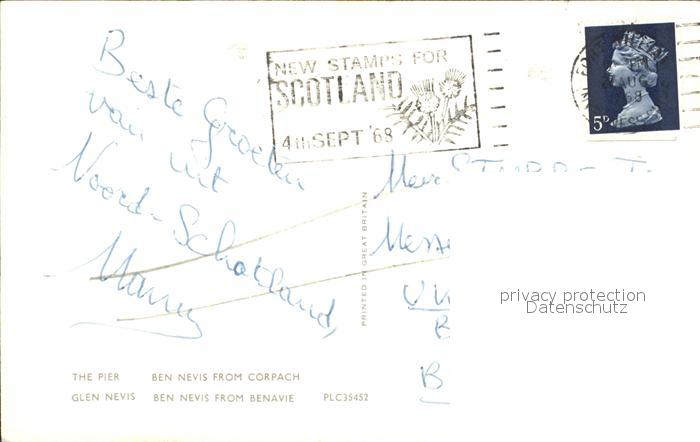 NEW STAMPS FOR
SCOTLAND
4TH SEPT '68
5D
Beste Groeten
van uit
Noord-Schotland,
PRINTED IN GREAT BRITAIN
privacy protection
Datenschutz
THE PIER BEN NEVIS FROM CORPACH
GLEN NEVIS BEN NEVIS FROM BENAVIE PLC35452